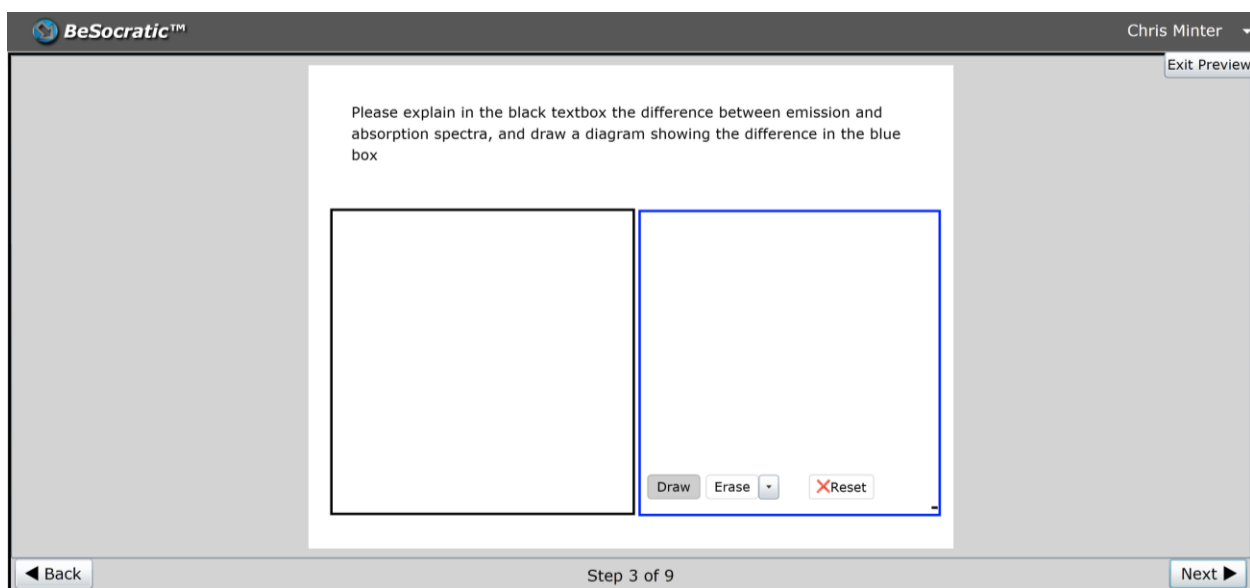 BeSocratic™
Chris Minter
Exit Preview
Please explain in the black textbox the difference between emission and
absorption spectra, and draw a diagram showing the difference in the blue
box
Draw Erase Reset
Back Step 3 of 9 Next